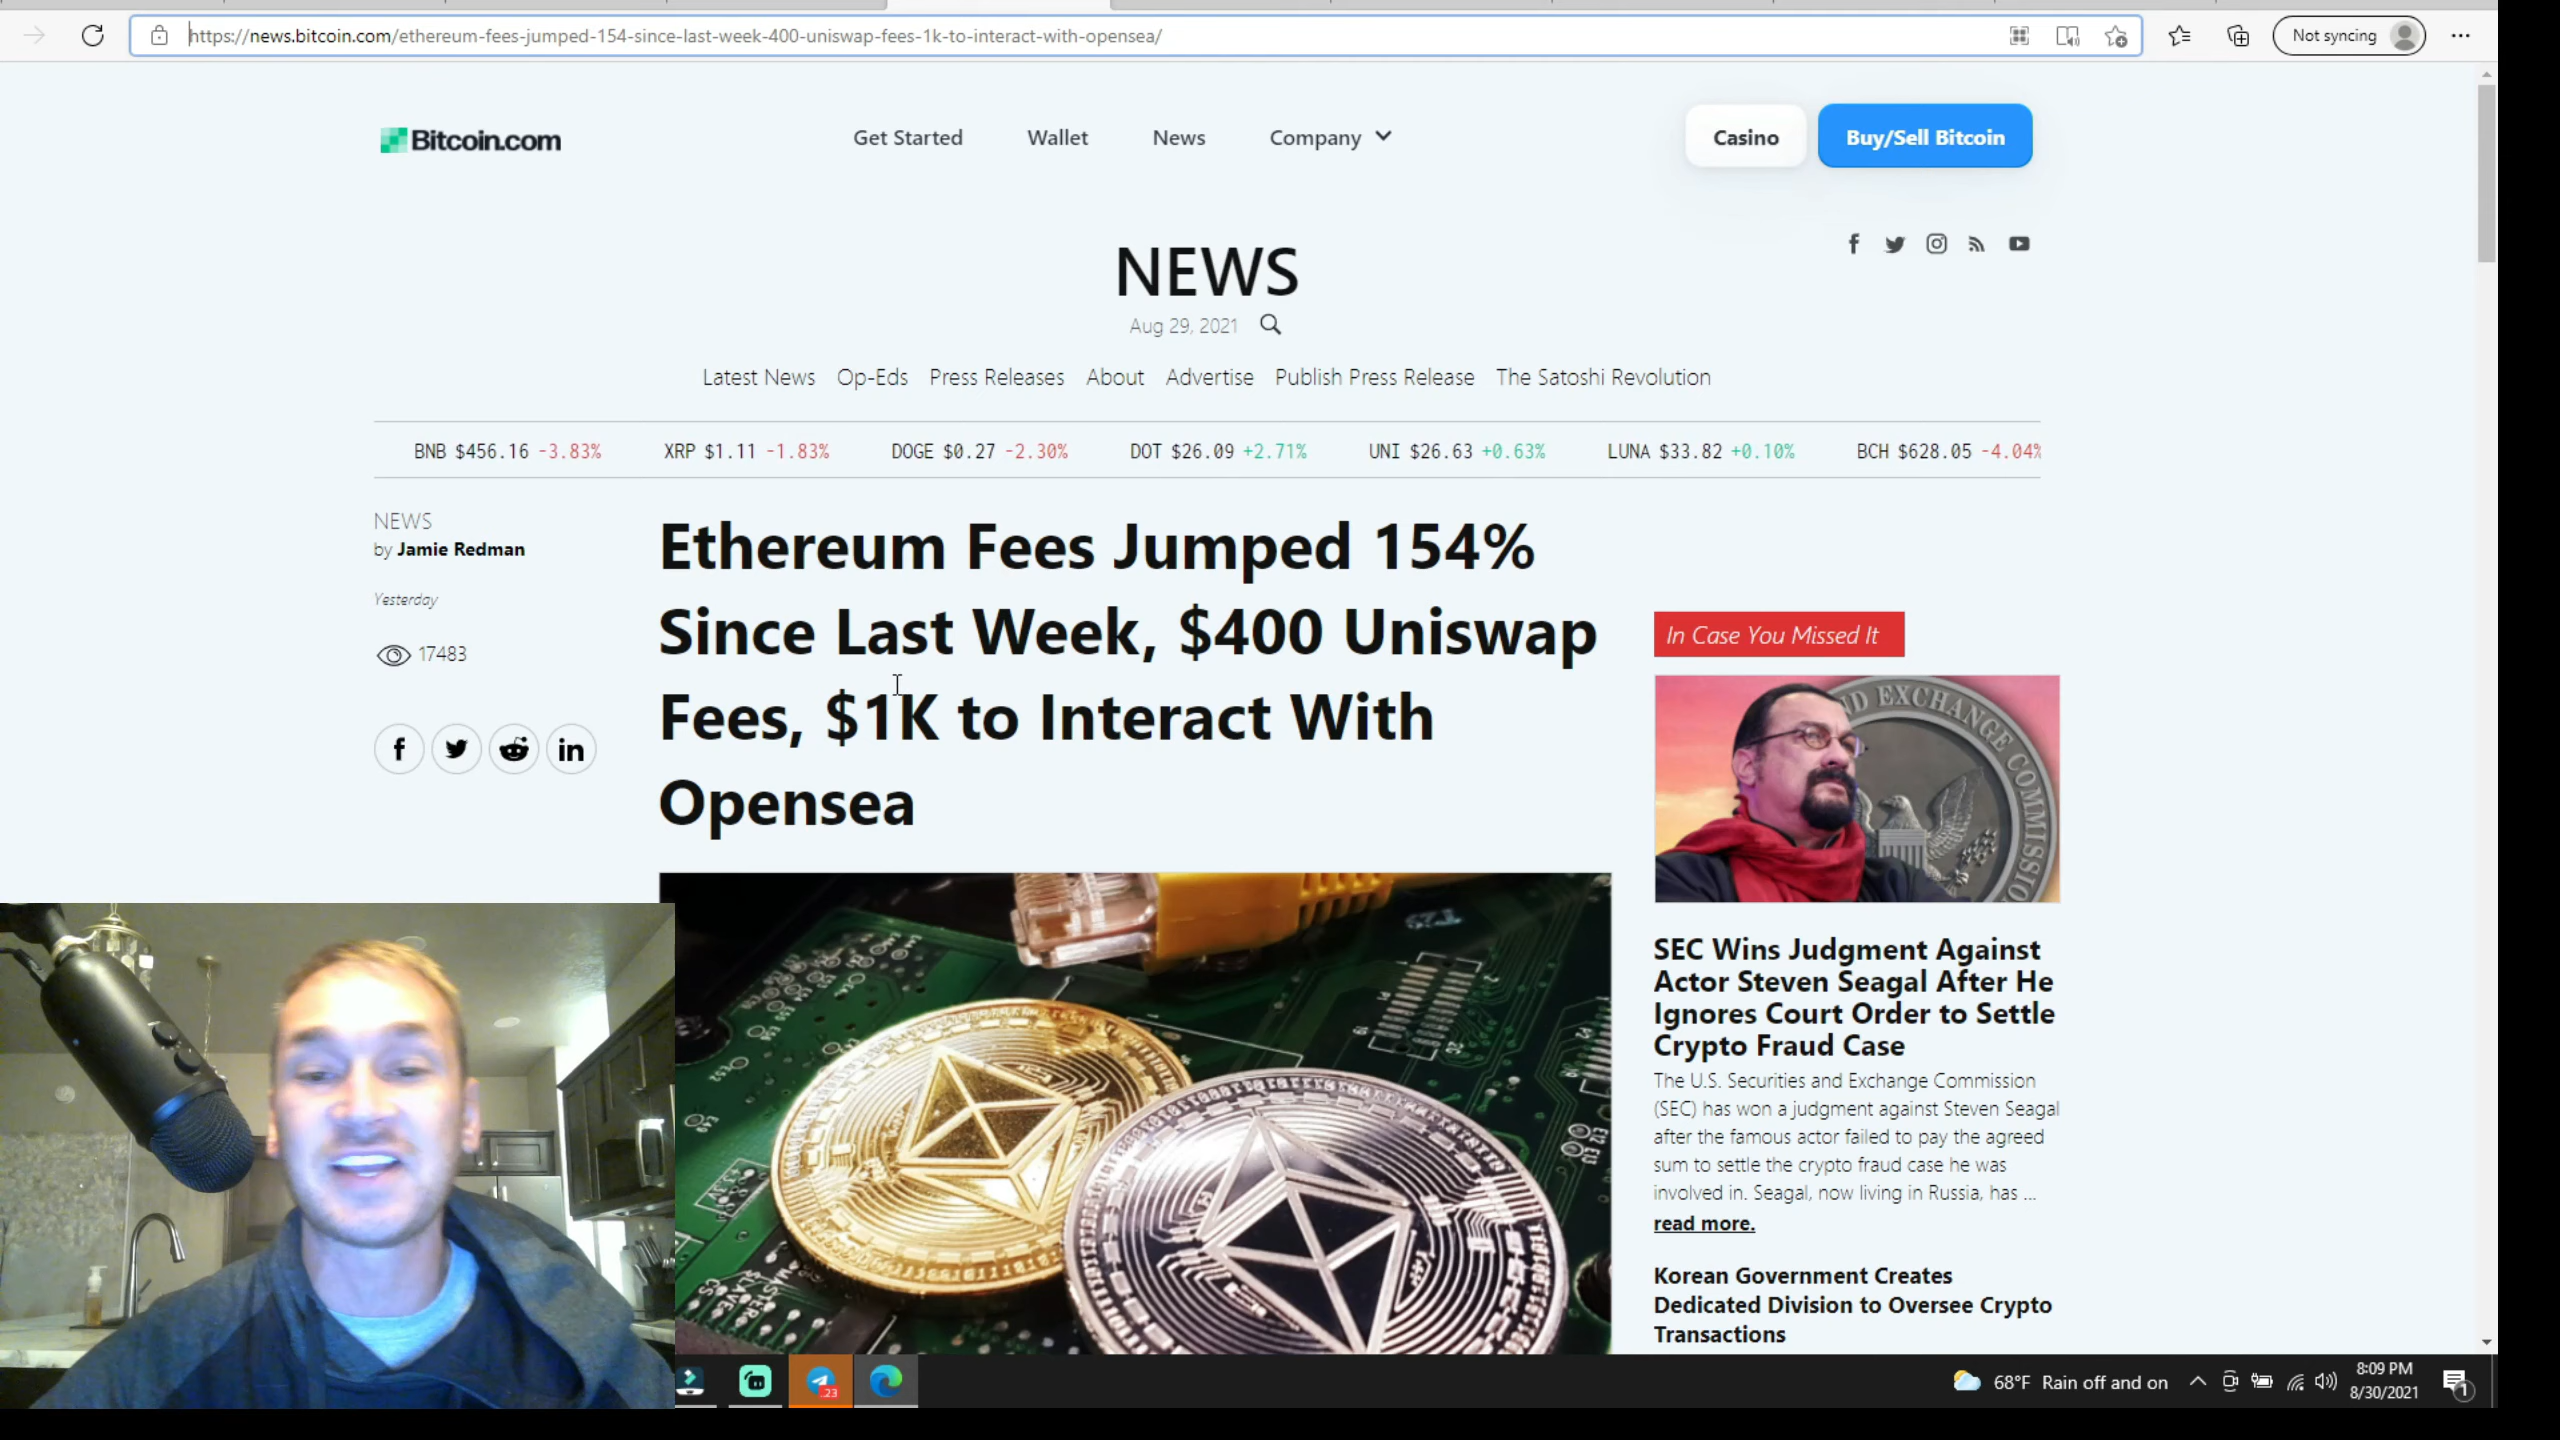 https://news.bitcoin.com/ethereum-fees-jumped-154-since-last-week-400-uniswap-fees-1k-to-interact-with-opensea/
Not syncing
Bitcoin.com
Get Started
Wallet
News
Company
Casino
Buy/Sell Bitcoin
NEWS
Aug 29, 2021
Latest News
Op-Eds
Press Releases
About
Advertise
Publish Press Release
The Satoshi Revolution
BNB $456.16 -3.83%
XRP $1.11 -1.83%
DOGE $0.27 -2.30%
DOT $26.09 +2.71%
UNI $26.63 +0.63%
LUNA $33.82 +0.10%
BCH $628.05 -4.04%
NEWS
by Jamie Redman
Yesterday
17483
Ethereum Fees Jumped 154%
Since Last Week, $400 Uniswap
Fees, $1K to Interact With
Opensea
In Case You Missed It
ND EXCHANGE COMMISSION
SEC Wins Judgment Against
Actor Steven Seagal After He
Ignores Court Order to Settle
Crypto Fraud Case
The U.S. Securities and Exchange Commission
(SEC) has won a judgment against Steven Seagal
after the famous actor failed to pay the agreed
sum to settle the crypto fraud case he was
involved in. Seagal, now living in Russia, has ...
read more.
Korean Government Creates
Dedicated Division to Oversee Crypto
Transactions
23
68°F Rain off and on
8:09 PM
8/30/2021
1